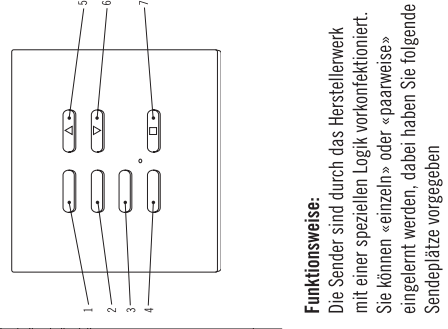 1
2
3
4
5
6
7
Funktionsweise:
Die Sender sind durch das Herstellerwerk
mit einer speziellen Logik vorkonfektioniert.
Sie können «einzeln» oder «paarweise»
eingelernt werden, dabei haben Sie folgende
Sendeplätze vorgegeben